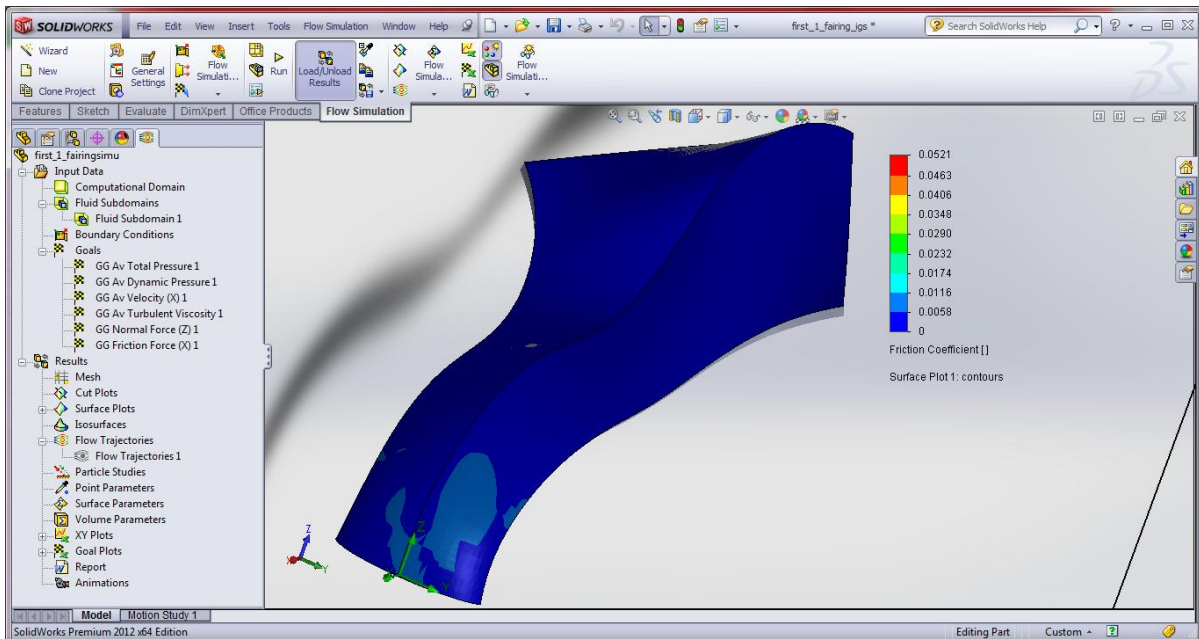 SOLIDWORKS File Edit View Insert Tools Flow Simulation Window Help first_1_fairing_igs * Search SolidWorks Help
Wizard
New
Clone Project
General Settings
Flow Simulati...
Run
Load/Unload Results
Flow Simula...
Flow Simulati...
Features Sketch Evaluate DimXpert Office Products Flow Simulation
first_1_fairingsimu
Input Data
Computational Domain
Fluid Subdomains
Fluid Subdomain 1
Boundary Conditions
Goals
GG Av Total Pressure 1
GG Av Dynamic Pressure 1
GG Av Velocity (X) 1
GG Av Turbulent Viscosity 1
GG Normal Force (Z) 1
GG Friction Force (X) 1
Results
Mesh
Cut Plots
Surface Plots
Isosurfaces
Flow Trajectories
Flow Trajectories 1
Particle Studies
Point Parameters
Surface Parameters
Volume Parameters
XY Plots
Goal Plots
Report
Animations
0.0521
0.0463
0.0406
0.0348
0.0290
0.0232
0.0174
0.0116
0.0058
0
Friction Coefficient [ ]
Surface Plot 1: contours
Z
X
Y
Z
Y
Model Motion Study 1
SolidWorks Premium 2012 x64 Edition Editing Part Custom